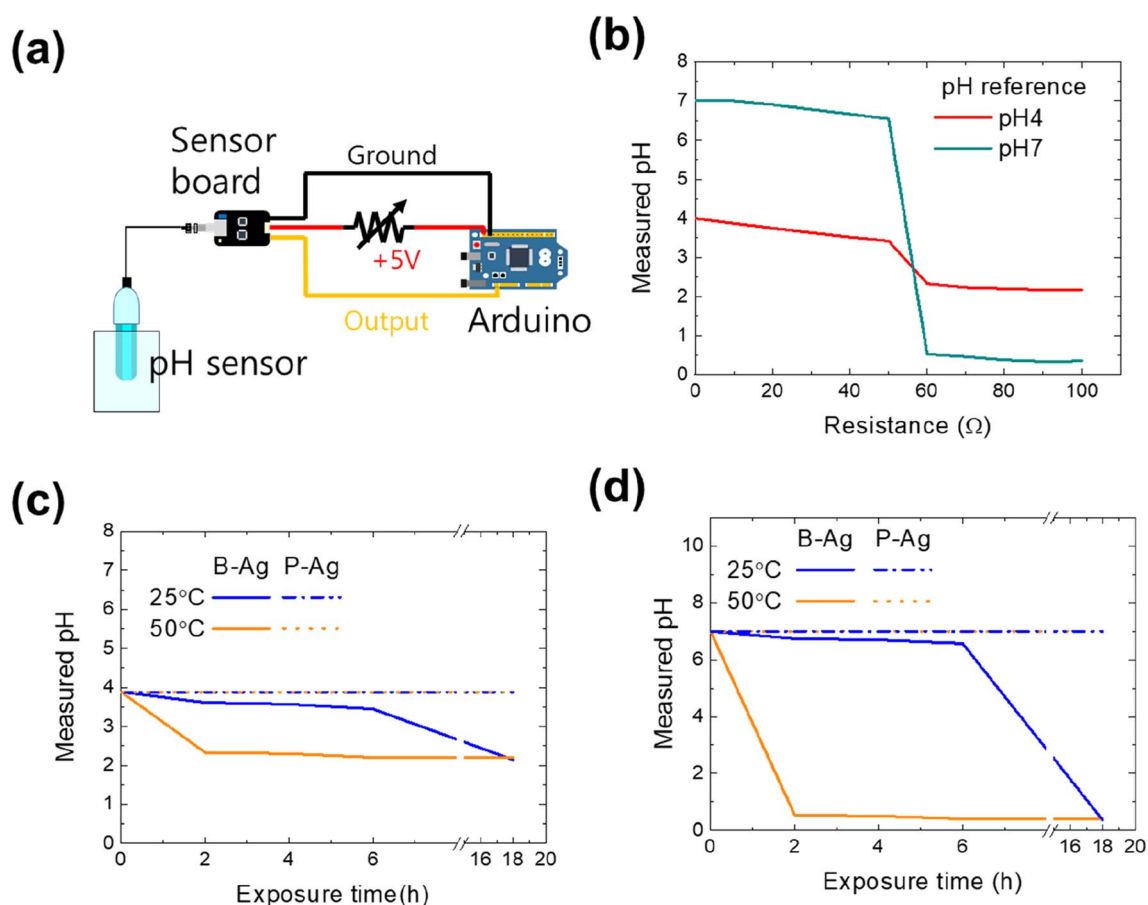 (a)
Sensor
board
Ground
+5V
Output
Arduino
pH sensor
(b)
Measured pH
8
7
6
5
4
3
2
1
0
pH reference
pH4
pH7
0 20 40 60 80 100
Resistance (Ω)
(c)
Measured pH
8
7
6
5
4
3
2
1
0
B-Ag P-Ag
25°C
50°C
0 2 4 6 16 18 20
Exposure time(h)
(d)
Measured pH
10
8
6
4
2
0
B-Ag P-Ag
25°C
50°C
0 2 4 6 16 18 20
Exposure time (h)